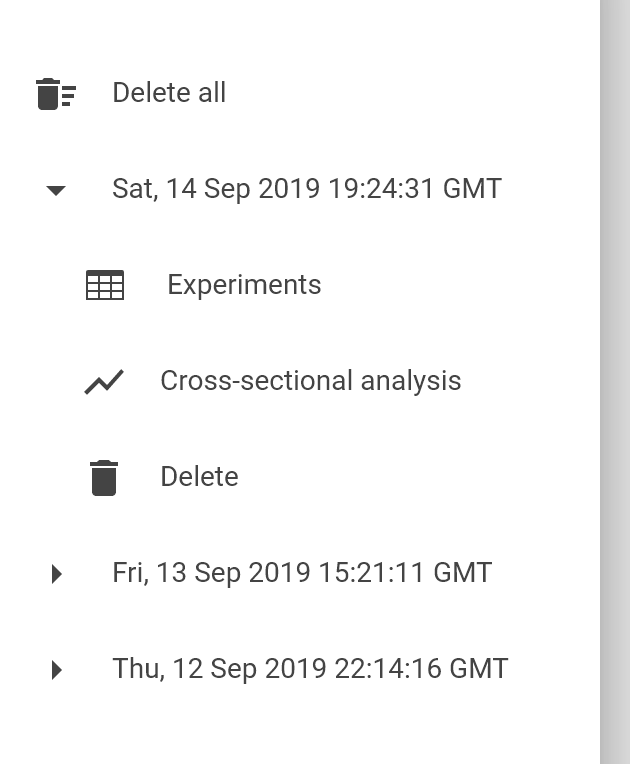 Delete all
Sat, 14 Sep 2019 19:24:31 GMT
Experiments
Cross-sectional analysis
Delete
Fri, 13 Sep 2019 15:21:11 GMT
Thu, 12 Sep 2019 22:14:16 GMT